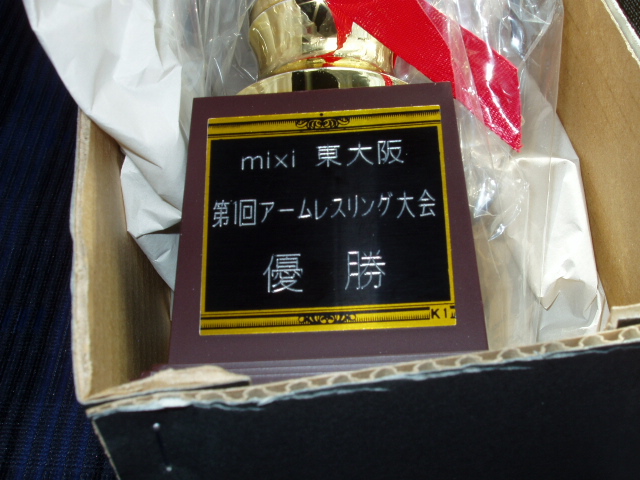 mixi 東大阪
第1回アームレスリング大会
優勝
K17